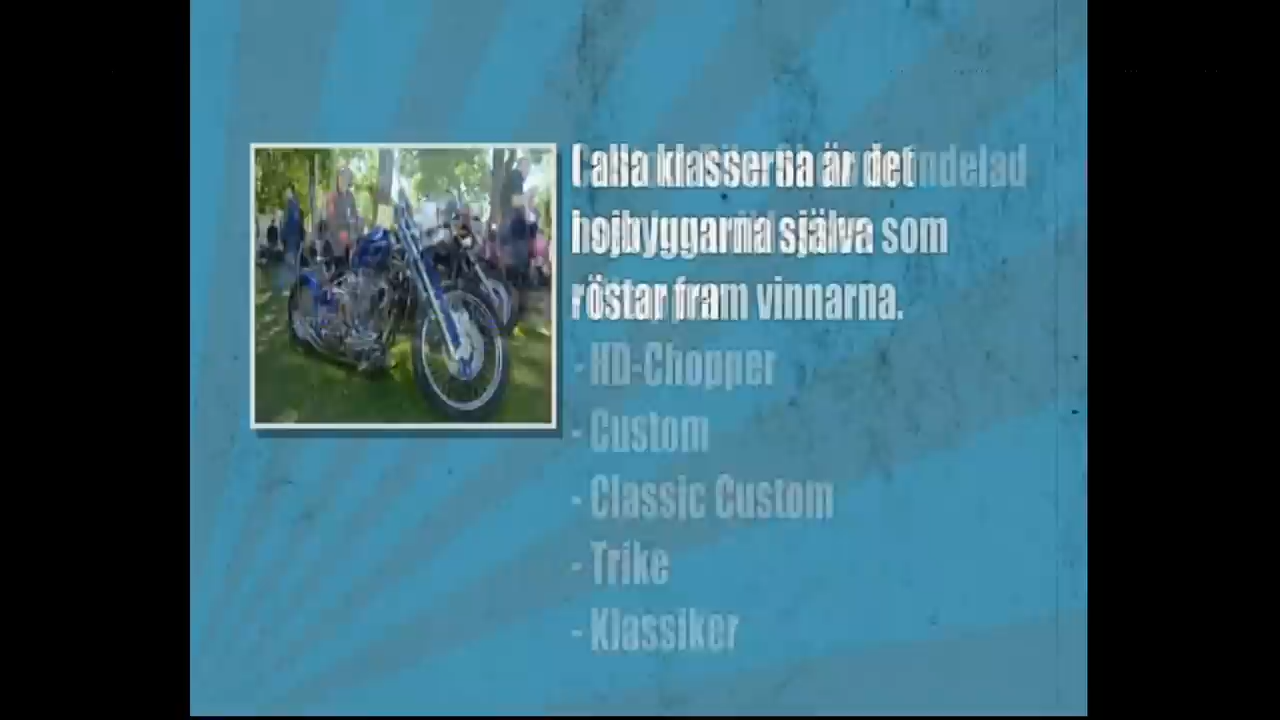 I alla klasserna är det
hojbyggarna själva som
röstar fram vinnarna.
- HD-Chopper
- Custom
- Classic Custom
- Trike
- Klassiker